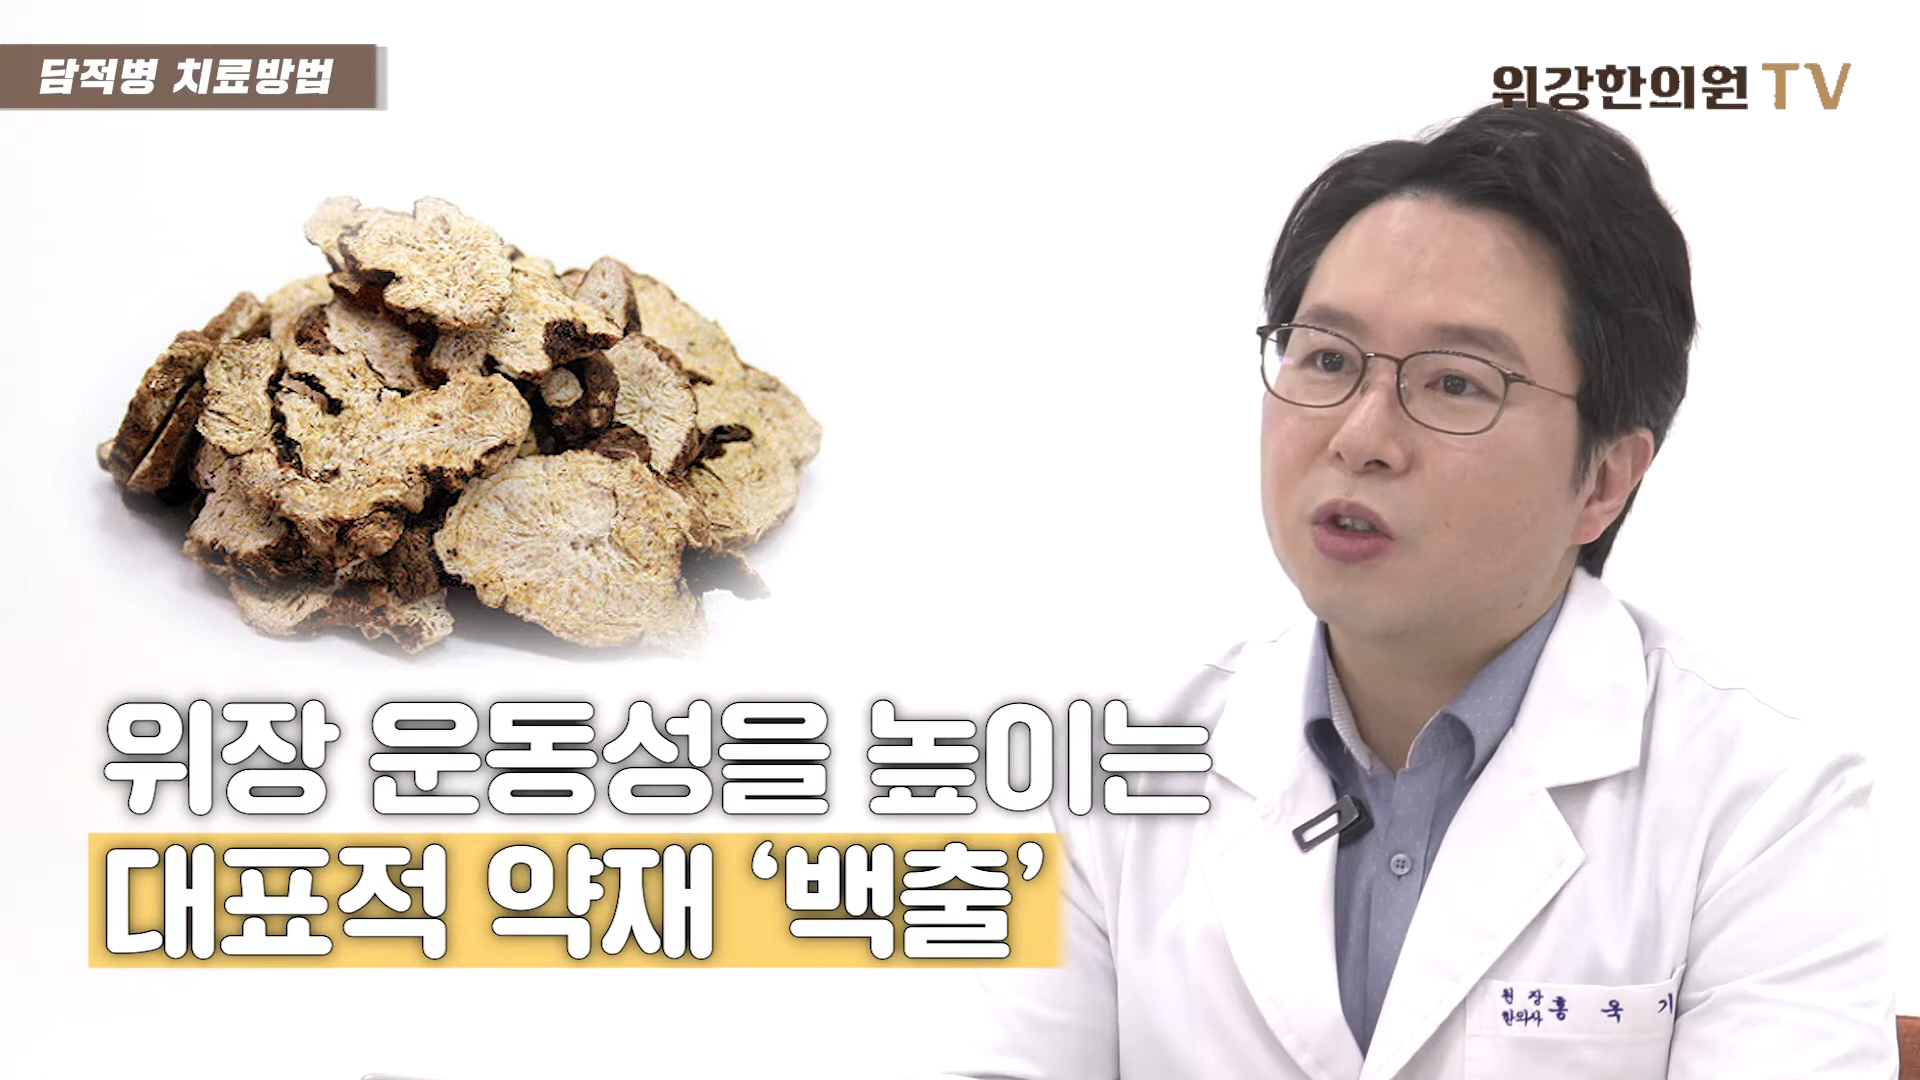 담적병 치료방법
위강한의원 TV
위장 운동성을 높이는
대표적 약재 ‘백출’
원장
한의사 홍욱기